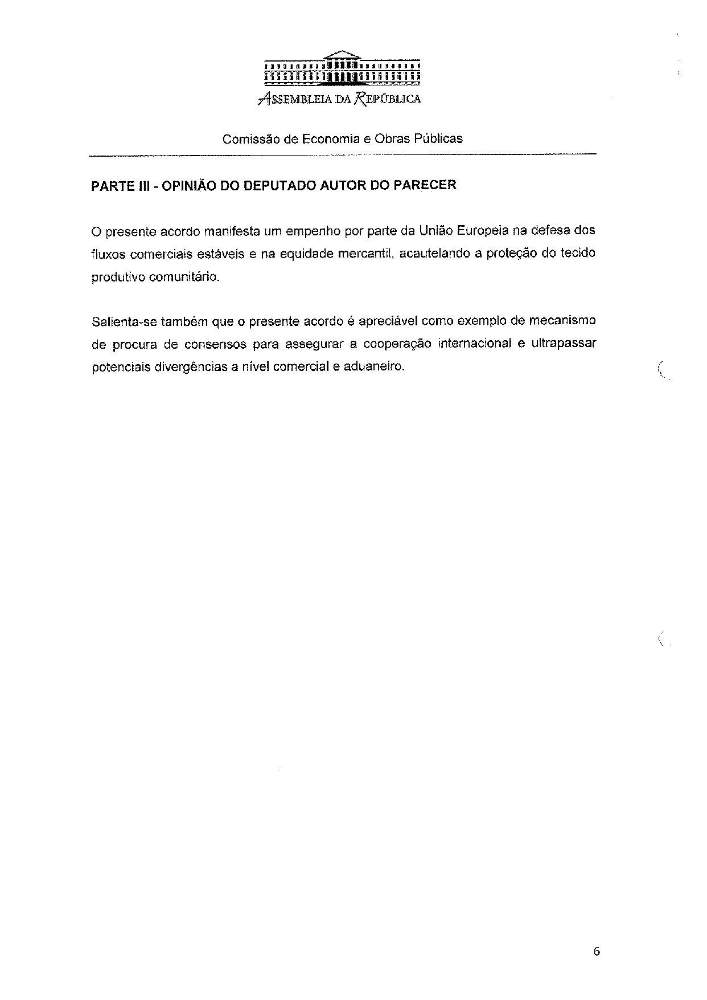 ASSEMBLEIA DA REPÚBLICA
Comissão de Economia e Obras Públicas
PARTE III - OPINIÃO DO DEPUTADO AUTOR DO PARECER
O presente acordo manifesta um empenho por parte da União Europeia na defesa dos
fluxos comerciais estáveis e na equidade mercantil, acautelando a proteção do tecido
produtivo comunitário.
Salienta-se também que o presente acordo é apreciável como exemplo de mecanismo
de procura de consensos para assegurar a cooperação internacional e ultrapassar
potenciais divergências a nível comercial e aduaneiro.
6